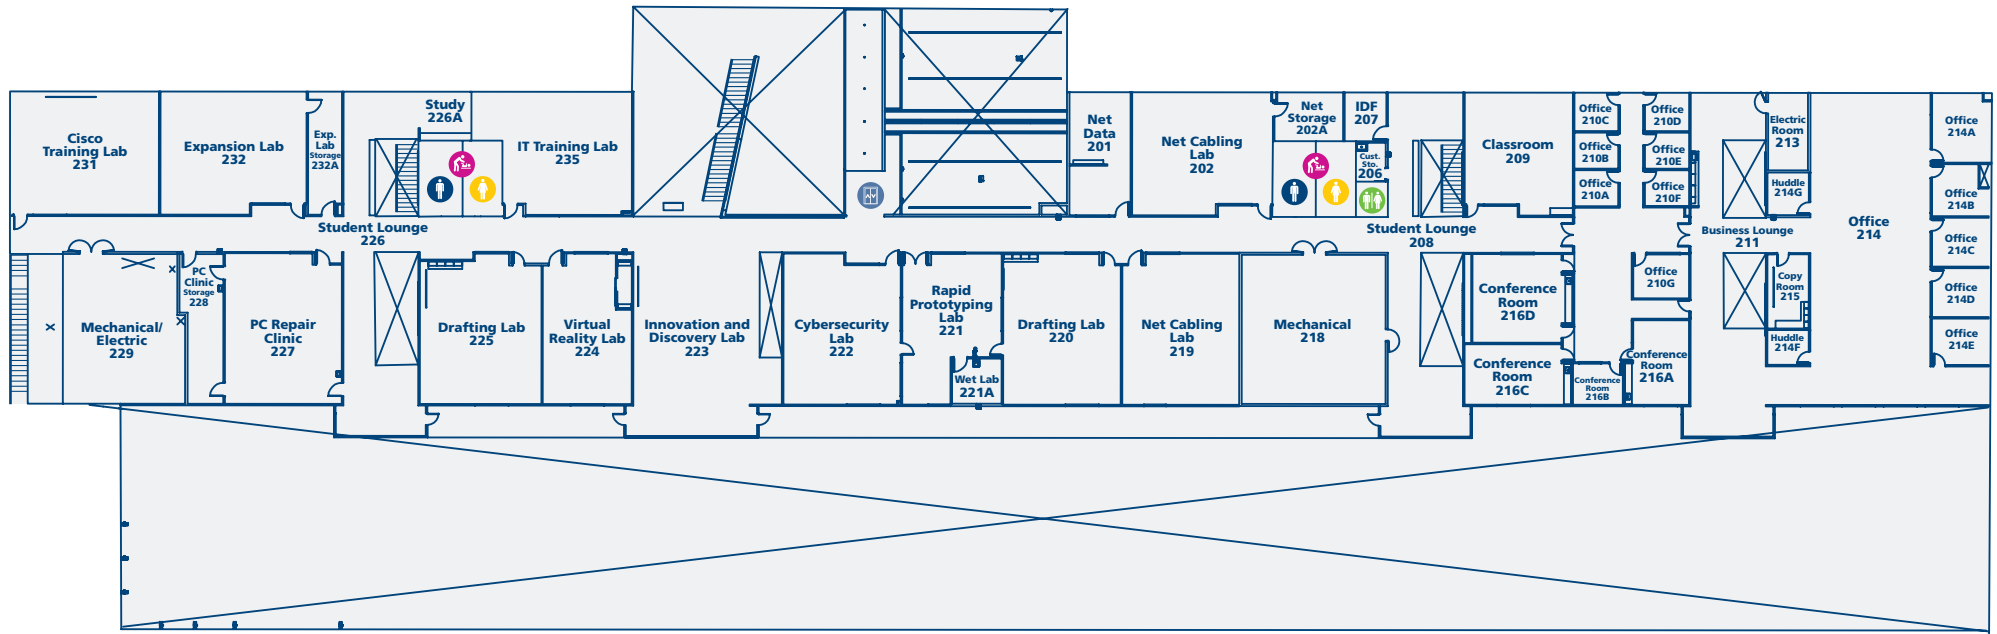 Cisco
Training Lab
231
Expansion Lab
232
Exp.
Lab
Storage
232A
Study
226A
IT Training Lab
235
Student Lounge
226
Net
Data
201
Net Cabling
Lab
202
Net
Storage
202A
IDF
207
Cust.
Sto.
206
Student Lounge
208
Classroom
209
Office
210C
Office
210B
Office
210A
Office
210D
Office
210E
Office
210F
Business Lounge
211
Electric
Room
213
Huddle
214G
Office
214
Office
214A
Office
214B
Office
214C
Office
214D
Office
214E
Mechanical/
Electric
229
PC
Clinic
Storage
228
PC Repair
Clinic
227
Drafting Lab
225
Virtual
Reality Lab
224
Innovation and
Discovery Lab
223
Cybersecurity
Lab
222
Rapid
Prototyping
Lab
221
Wet Lab
221A
Drafting Lab
220
Net Cabling
Lab
219
Mechanical
218
Conference
Room
216D
Conference
Room
216C
Conference
Room
216B
Conference
Room
216A
Office
210G
Copy
Room
215
Huddle
214F